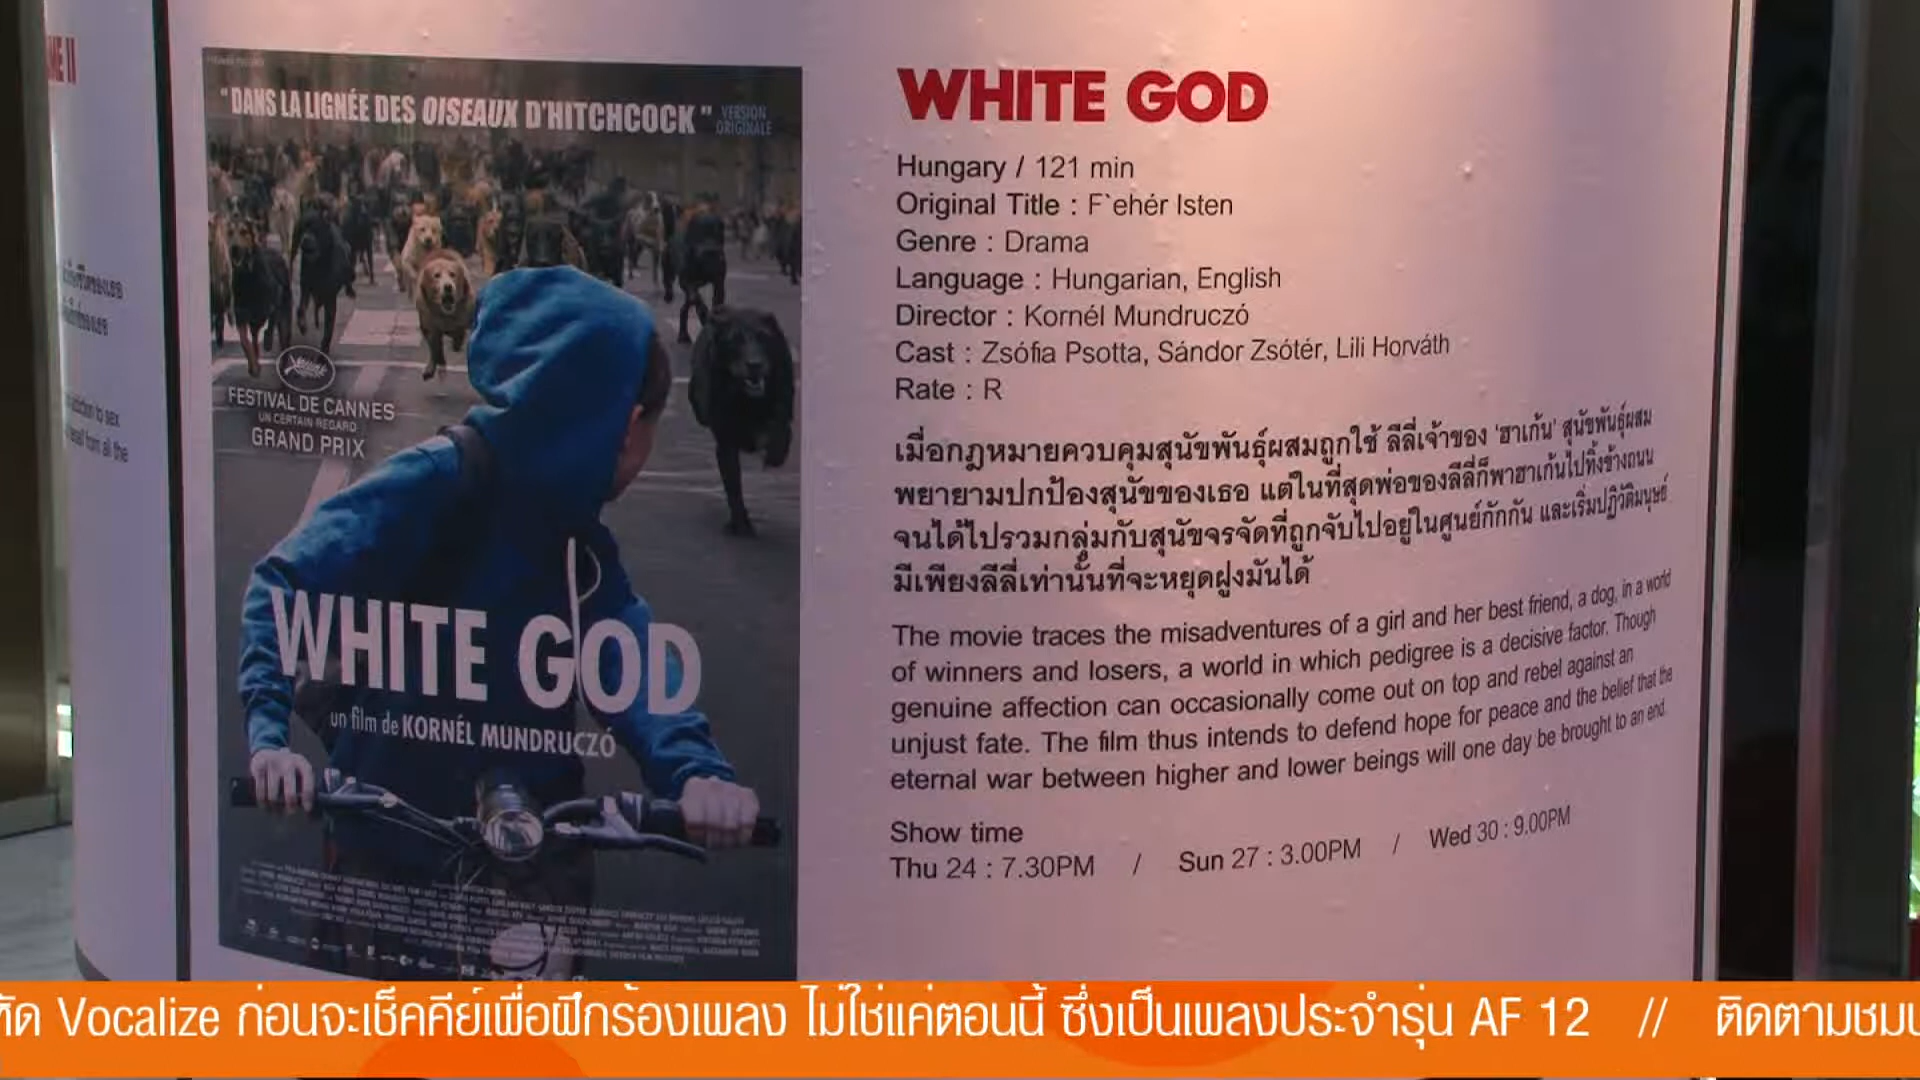 "DANS LA LIGNÉE DES OISEAUX D'HITCHCOCK"
VERSION
ORIGINALE
FESTIVAL DE CANNES
UN CERTAIN REGARD
GRAND PRIX
WHITE GOD
un film de KORNÉL MUNDRUCZÓ
WHITE GOD
Hungary / 121 min
Original Title : F`ehér Isten
Genre : Drama
Language : Hungarian, English
Director : Kornél Mundruczó
Cast : Zsófia Psotta, Sándor Zsótér, Lili Horváth
Rate : R
เมื่อกฎหมายควบคุมสุนัขพันธุ์ผสมถูกใช้ ลีลี่เจ้าของ ‘ฮาเก้น’ สุนัขพันธุ์ผสม
พยายามปกป้องสุนัขของเธอ แต่ในที่สุดพ่อของลีลี่ก็พาฮาเก้นไปทิ้งข้างถนน
จนได้ไปรวมกลุ่มกับสุนัขจรจัดที่ถูกจับไปอยู่ในศูนย์กักกัน และเริ่มปฏิวัติมนุษย์
มีเพียงลีลี่เท่านั้นที่จะหยุดฝูงมันได้
The movie traces the misadventures of a girl and her best friend, a dog, in a world
of winners and losers, a world in which pedigree is a decisive factor. Though
genuine affection can occasionally come out on top and rebel against an
unjust fate. The film thus intends to defend hope for peace and the belief that the
eternal war between higher and lower beings will one day be brought to an end.
Show time
Thu 24 : 7.30PM / Sun 27 : 3.00PM / Wed 30 : 9.00PM
addiction to sex
from all the
Vocalize ก่อนจะเช็คคีย์เพื่อฝึกร้องเพลง ไม่ใช่แค่ตอนนี้ ซึ่งเป็นเพลงประจำรุ่น AF 12 // ติดตามชม